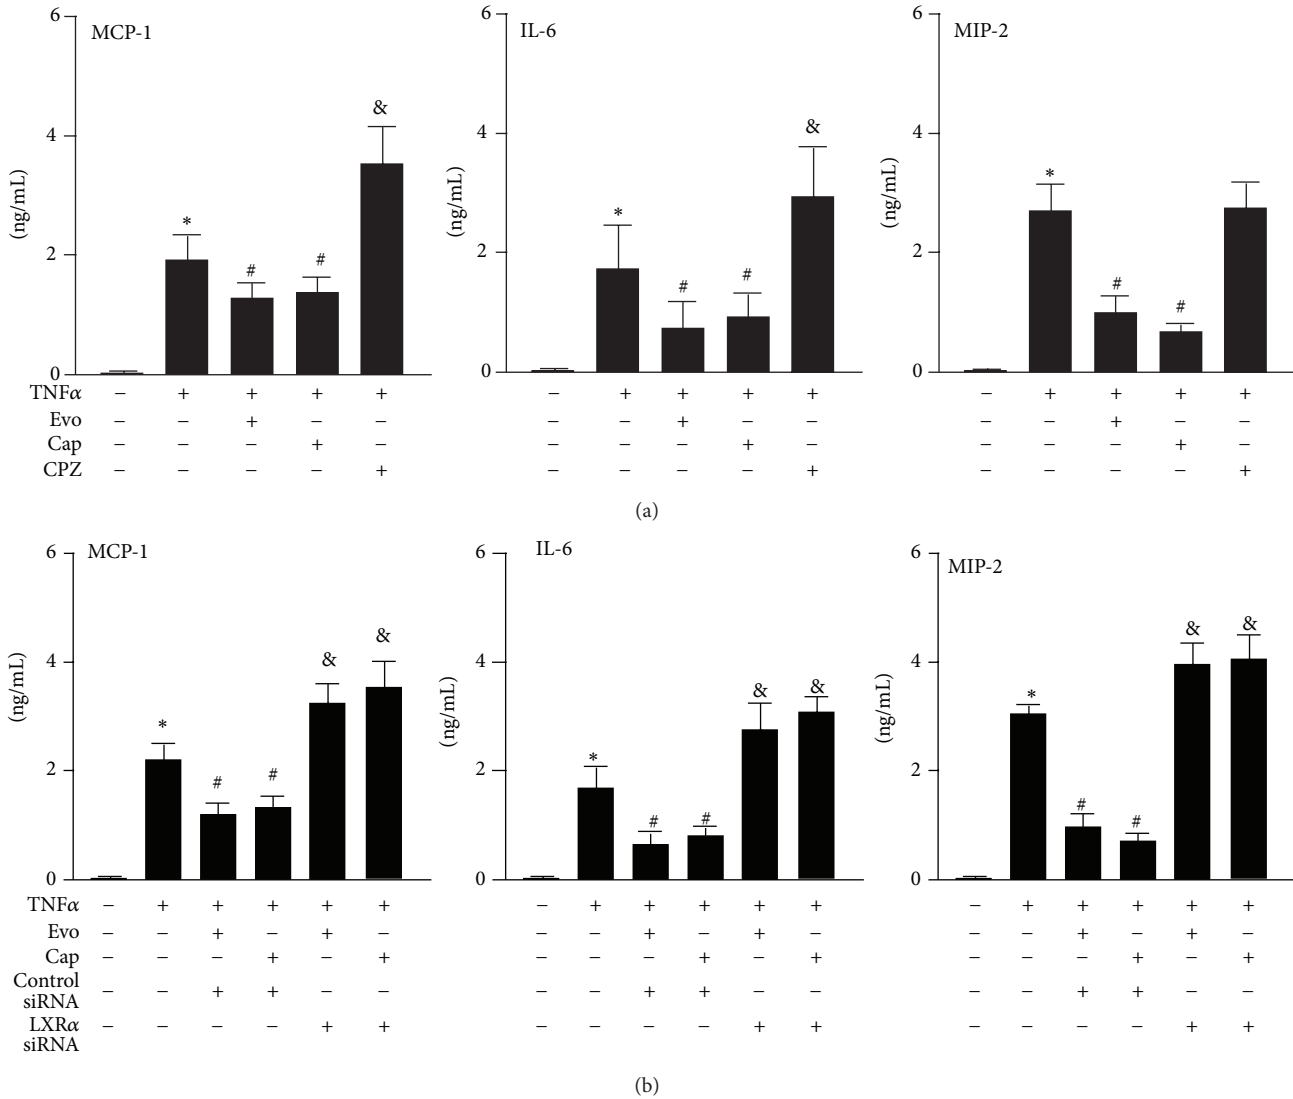 MCP-1
IL-6
MIP-2
6
4
2
0
(ng/mL)
*
#
#
&
6
4
2
0
(ng/mL)
*
#
#
&
6
4
2
0
(ng/mL)
*
#
#
TNFα − + + + + − + + + + − + + + +
Evo − − + − − − − + − − − − + − −
Cap − − − + − − − − + − − − − + −
CPZ − − − − + − − − − + − − − − +
(a)
MCP-1
IL-6
MIP-2
6
4
2
0
(ng/mL)
*
#
#
&
&
6
4
2
0
(ng/mL)
*
#
#
&
&
6
4
2
0
(ng/mL)
*
#
#
&
&
TNFα − + + + + + − + + + + + − + + + + +
Evo − − + − + − − − + − + − − − + − + −
Cap − − − + − + − − − + − + − − − + − +
Control
siRNA − − + + − − − − + + − − − − + + − −
LXRα
siRNA − − − − + + − − − − + + − − − − + +
(b)